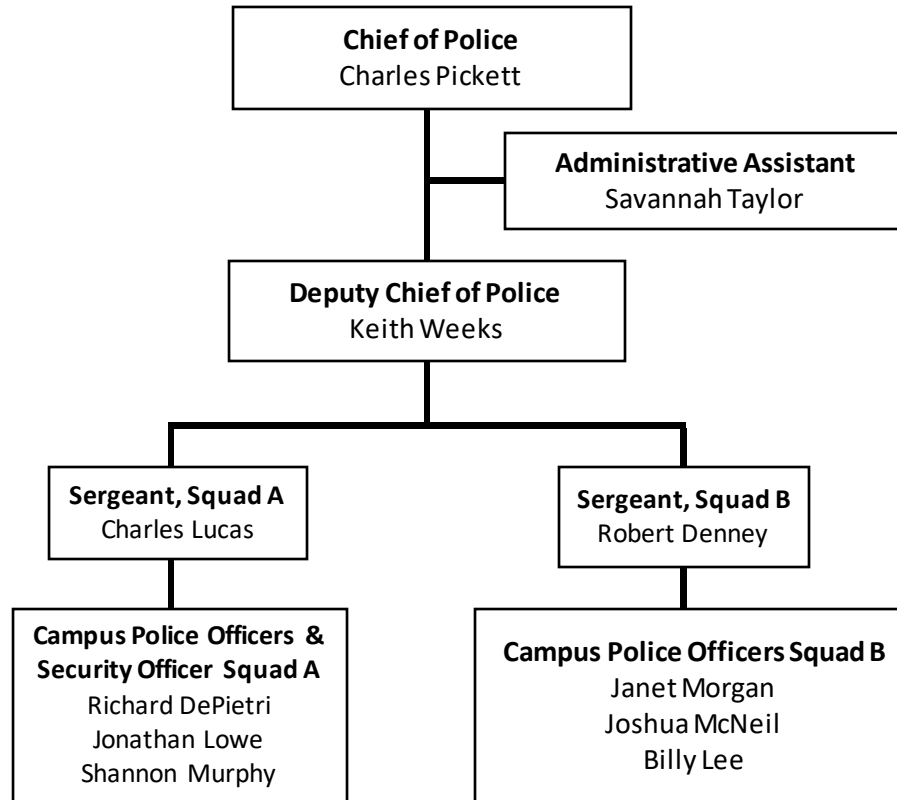 Chief of Police
Charles Pickett
Administrative Assistant
Savannah Taylor
Deputy Chief of Police
Keith Weeks
Sergeant, Squad A
Charles Lucas
Sergeant, Squad B
Robert Denney
Campus Police Officers &
Security Officer Squad A
Richard DePietri
Jonathan Lowe
Shannon Murphy
Campus Police Officers Squad B
Janet Morgan
Joshua McNeil
Billy Lee